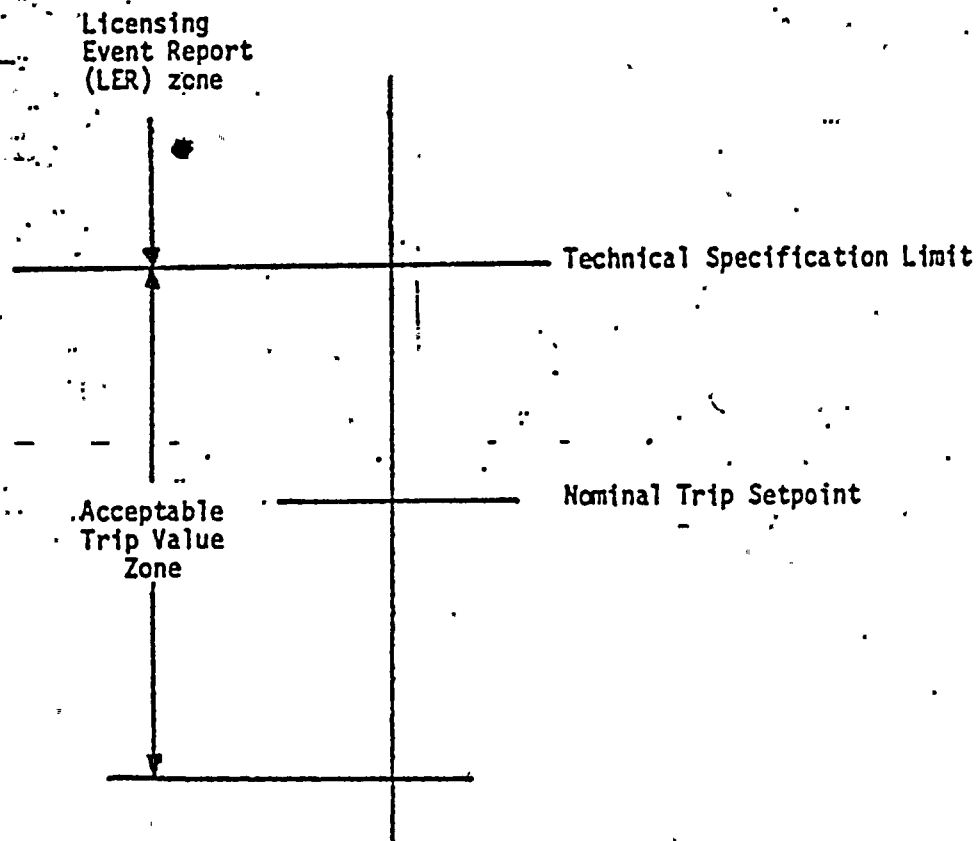 Licensing
Event Report
(LER) zone
Technical Specification Limit
Nominal Trip Setpoint
Acceptable
Trip Value
Zone